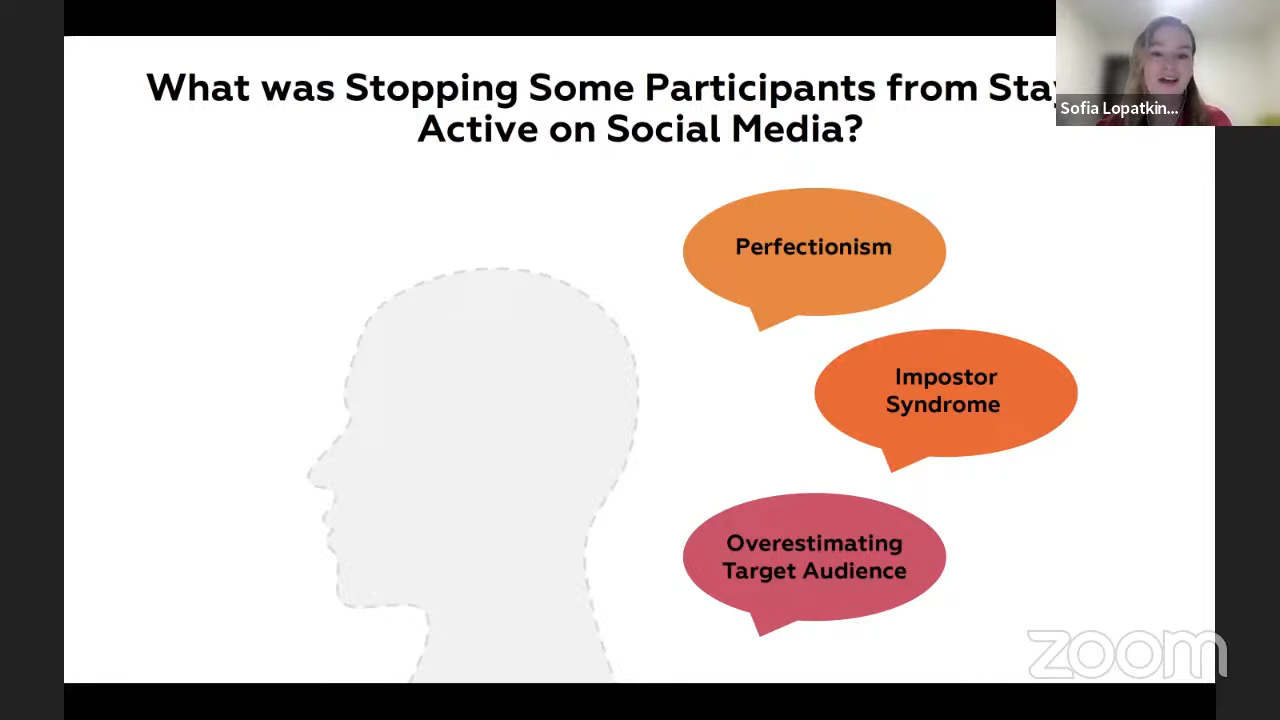 What was Stopping Some Participants from Stay
Active on Social Media?
Sofia Lopatkin...
Perfectionism
Impostor
Syndrome
Overestimating
Target Audience
zoom